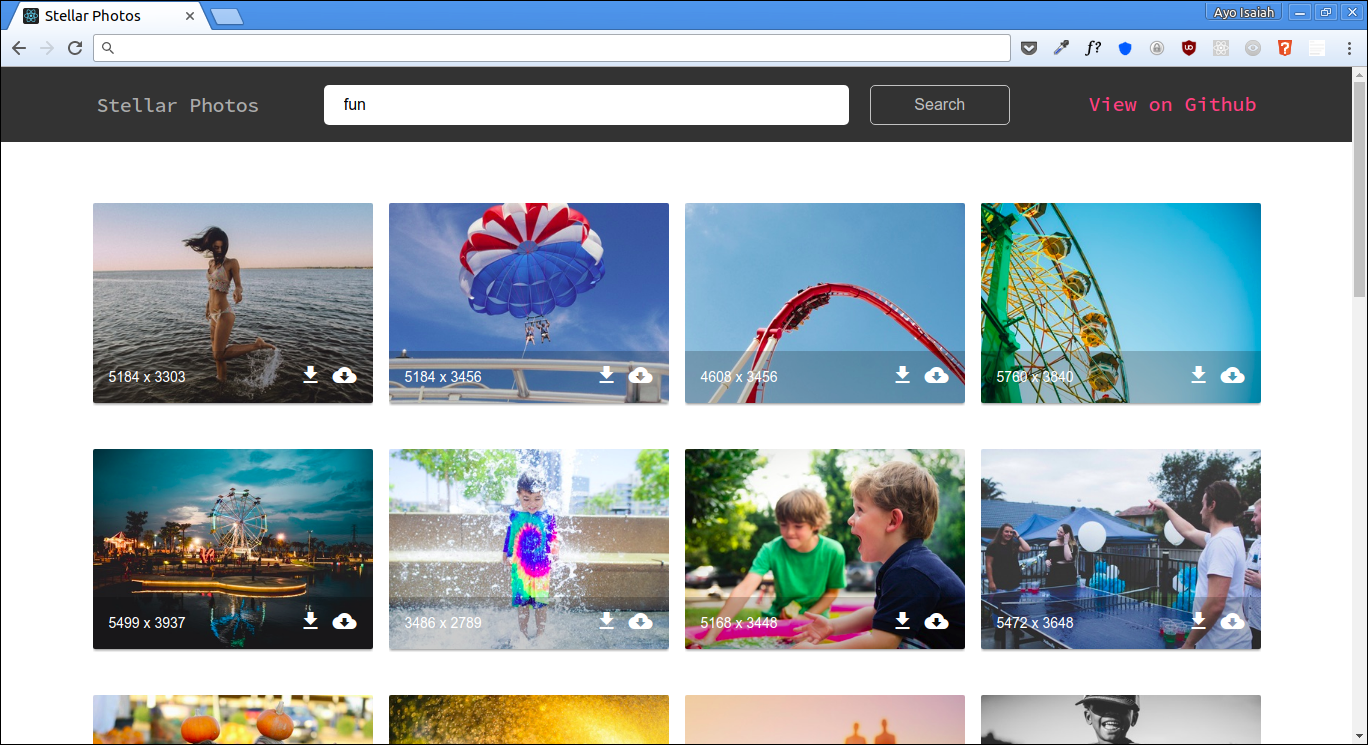 Stellar Photos
Ayo Isaiah
f?
Stellar Photos
fun
Search
View on Github
5184 x 3303
5184 x 3456
4608 x 3456
5760 x 3840
5499 x 3937
3486 x 2789
5168 x 3448
5472 x 3648